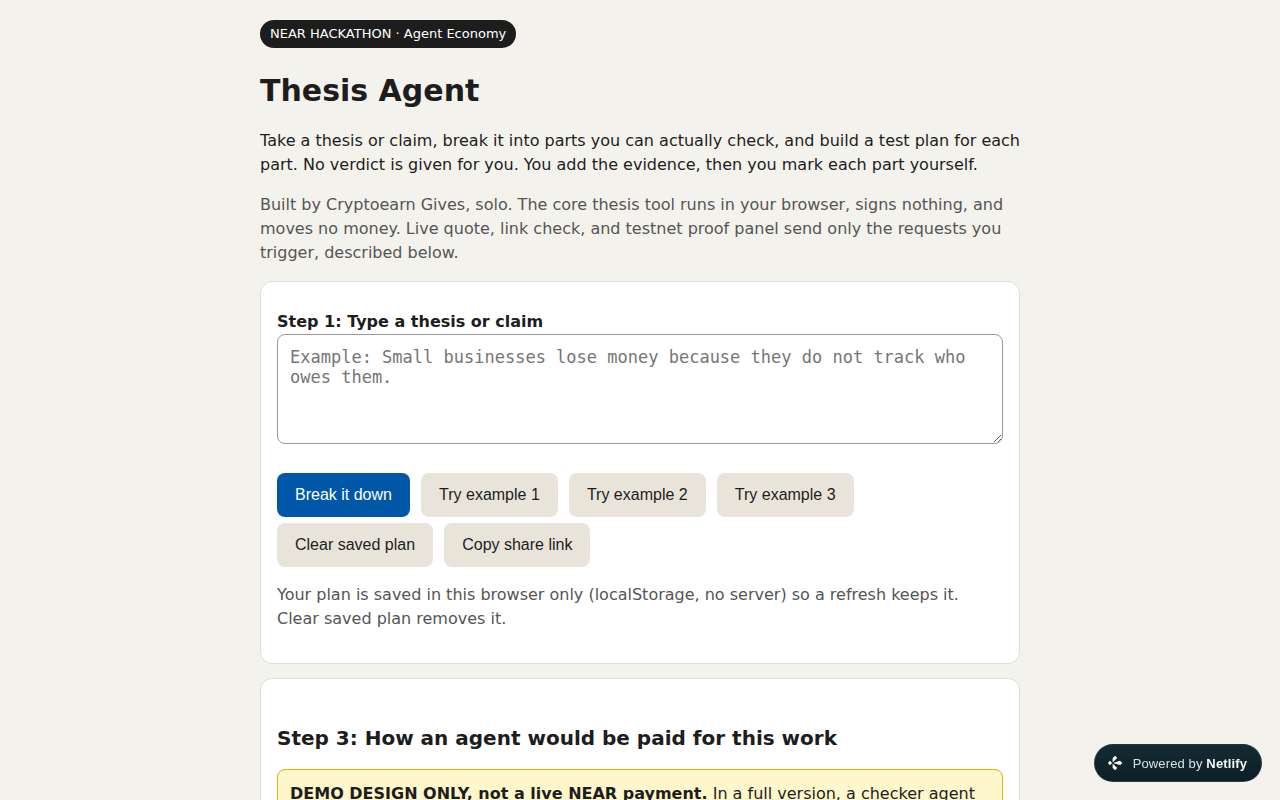 NEAR HACKATHON · Agent Economy
Thesis Agent
Take a thesis or claim, break it into parts you can actually check, and build a test plan for each
part. No verdict is given for you. You add the evidence, then you mark each part yourself.
Built by Cryptoearn Gives, solo. The core thesis tool runs in your browser, signs nothing, and
moves no money. Live quote, link check, and testnet proof panel send only the requests you
trigger, described below.
Step 1: Type a thesis or claim
Example: Small businesses lose money because they do not track who
owes them.
Break it down
Try example 1
Try example 2
Try example 3
Clear saved plan
Copy share link
Your plan is saved in this browser only (localStorage, no server) so a refresh keeps it.
Clear saved plan removes it.
Step 3: How an agent would be paid for this work
DEMO DESIGN ONLY, not a live NEAR payment. In a full version, a checker agent
Powered by Netlify